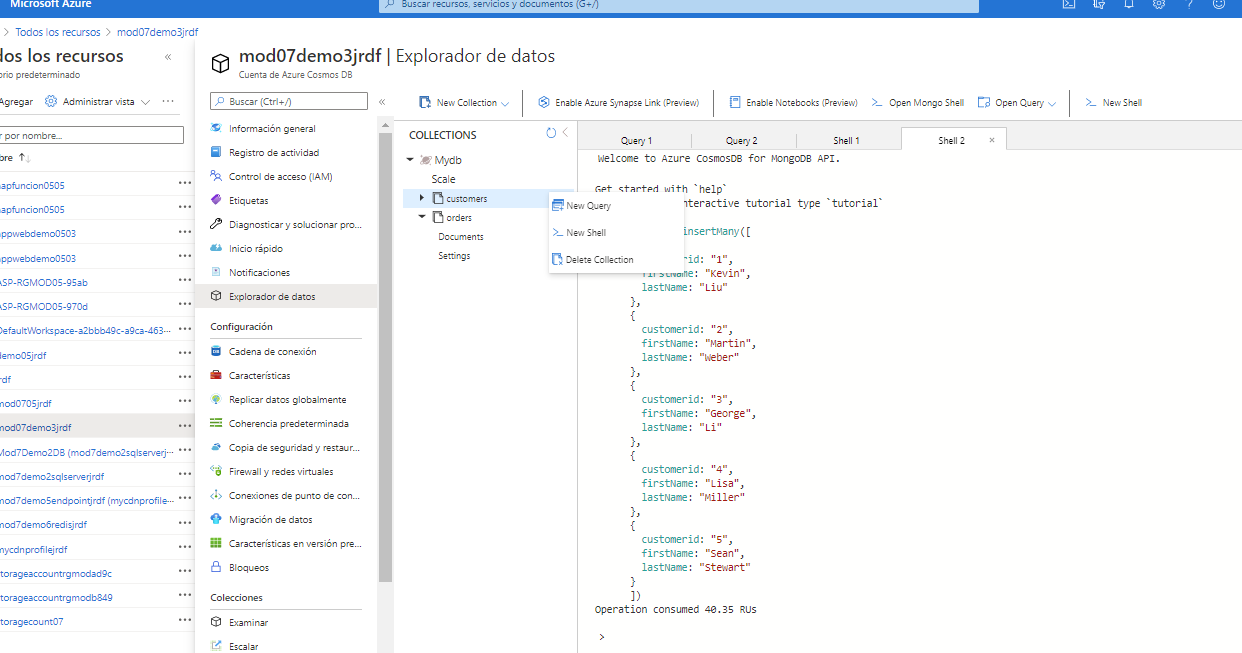 Microsoft Azure
Buscar recursos, servicios y documentos (G+/)
Todos los recursos > mod07demo3jrdf
dos los recursos
orio predeterminado
Agregar
Administrar vista
r por nombre...
bre ↑↓
apfuncion0505
apfuncion0505
appwebdemo0503
appwebdemo0503
ASP-RGMOD05-95ab
ASP-RGMOD05-970d
DefaultWorkspace-a2bbb49c-a9ca-463···
demo05jrdf
rdf
mod0705jrdf
mod07demo3jrdf
Mod7Demo2DB (mod7demo2sqlserverj···
mod7demo2sqlserverjrdf
mod7demo5endpointjrdf (mycdnprofile···
mod7demo6redisjrdf
mycdnprofilejrdf
torageaccountrgmodad9c
torageaccountrgmodb849
toragecount07
mod07demo3jrdf | Explorador de datos
Cuenta de Azure Cosmos DB
Buscar (Ctrl+/)
Información general
Registro de actividad
Control de acceso (IAM)
Etiquetas
Diagnosticar y solucionar pro...
Inicio rápido
Notificaciones
Explorador de datos
Configuración
Cadena de conexión
Características
Replicar datos globalmente
Coherencia predeterminada
Copia de seguridad y restaur...
Firewall y redes virtuales
Conexiones de punto de con...
Migración de datos
Características en versión pre...
Bloqueos
Colecciones
Examinar
Escalar
New Collection
Enable Azure Synapse Link (Preview)
Enable Notebooks (Preview)
Open Mongo Shell
Open Query
New Shell
COLLECTIONS
Mydb
Scale
customers
orders
Documents
Settings
New Query
New Shell
Delete Collection
Query 1
Query 2
Shell 1
Shell 2
Welcome to Azure CosmosDB for MongoDB API.
Get started with `help`
nteractive tutorial type `tutorial`
insertMany([
rid: "1",
firstName: "Kevin",
lastName: "Liu"
},
{
customerid: "2",
firstName: "Martin",
lastName: "Weber"
},
{
customerid: "3",
firstName: "George",
lastName: "Li"
},
{
customerid: "4",
firstName: "Lisa",
lastName: "Miller"
},
{
customerid: "5",
firstName: "Sean",
lastName: "Stewart"
}
])
Operation consumed 40.35 RUs
>